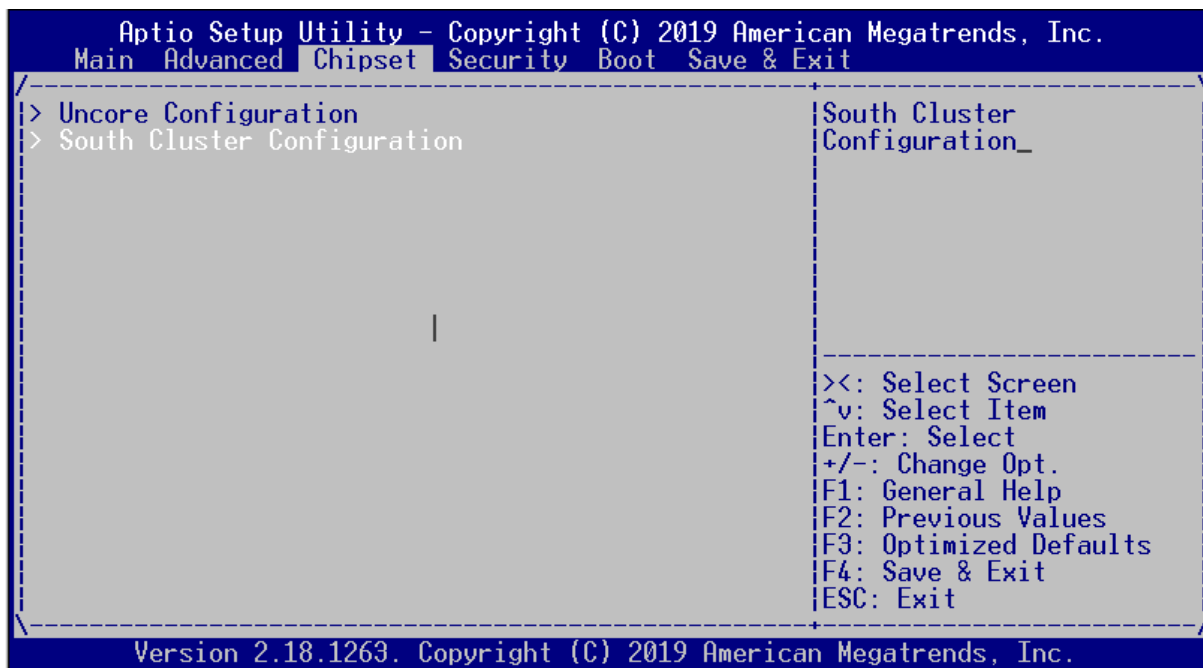 Aptio Setup Utility – Copyright (C) 2019 American Megatrends, Inc.
Main Advanced Chipset Security Boot Save & Exit
> Uncore Configuration
> South Cluster Configuration
South Cluster
Configuration_
><: Select Screen
^v: Select Item
Enter: Select
+/-: Change Opt.
F1: General Help
F2: Previous Values
F3: Optimized Defaults
F4: Save & Exit
ESC: Exit
Version 2.18.1263. Copyright (C) 2019 American Megatrends, Inc.